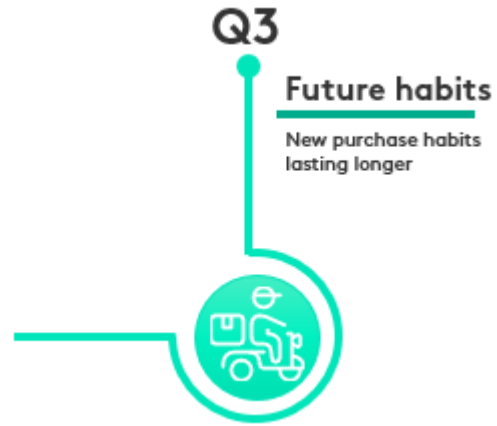 Q3
Future habits
New purchase habits
lasting longer